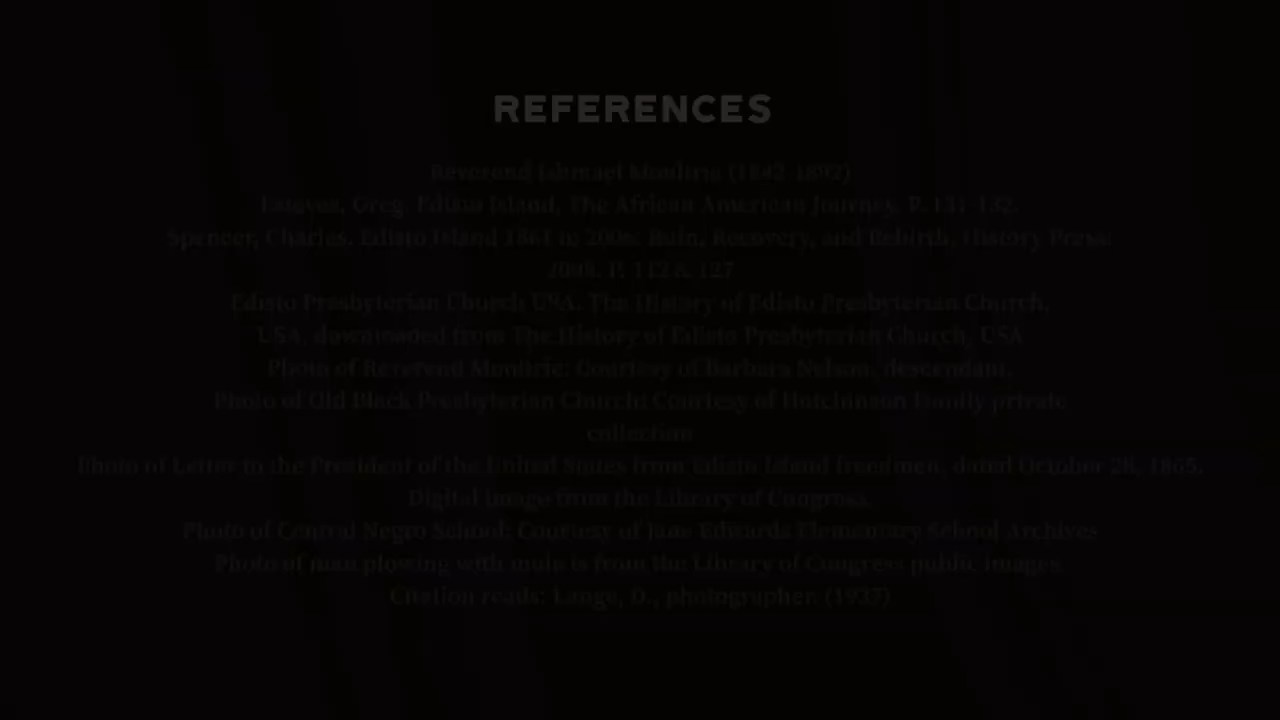 REFERENCES
Reverend Ishmael Moultrie (1842-1892)
Greg. Edisto Island, The African American Journey, P. 131-132.
Spencer, Charles. Edisto Island 1861 to 2006: Ruin, Recovery, and Rebirth. History Press:
2008. P. 112 & 127
Edisto Presbyterian Church USA. The History of Edisto Presbyterian Church,
USA. downloaded from The History of Edisto Presbyterian Church, USA
Photo of Reverend Moultrie: Courtesy of Barbara Nelson, descendant.
Photo of Old Black Presbyterian Church: Courtesy of Hutchinson Family private
collection
Photo of Letter to the President of the United States from Edisto Island freedmen, dated October 28, 1865.
Digital image from the Library of Congress.
Photo of Central Negro School: Courtesy of Jane Edwards Elementary School Archives
Photo of man plowing with mule is from the Library of Congress public images.
Citation reads: Lange, D., photographer. (1937)